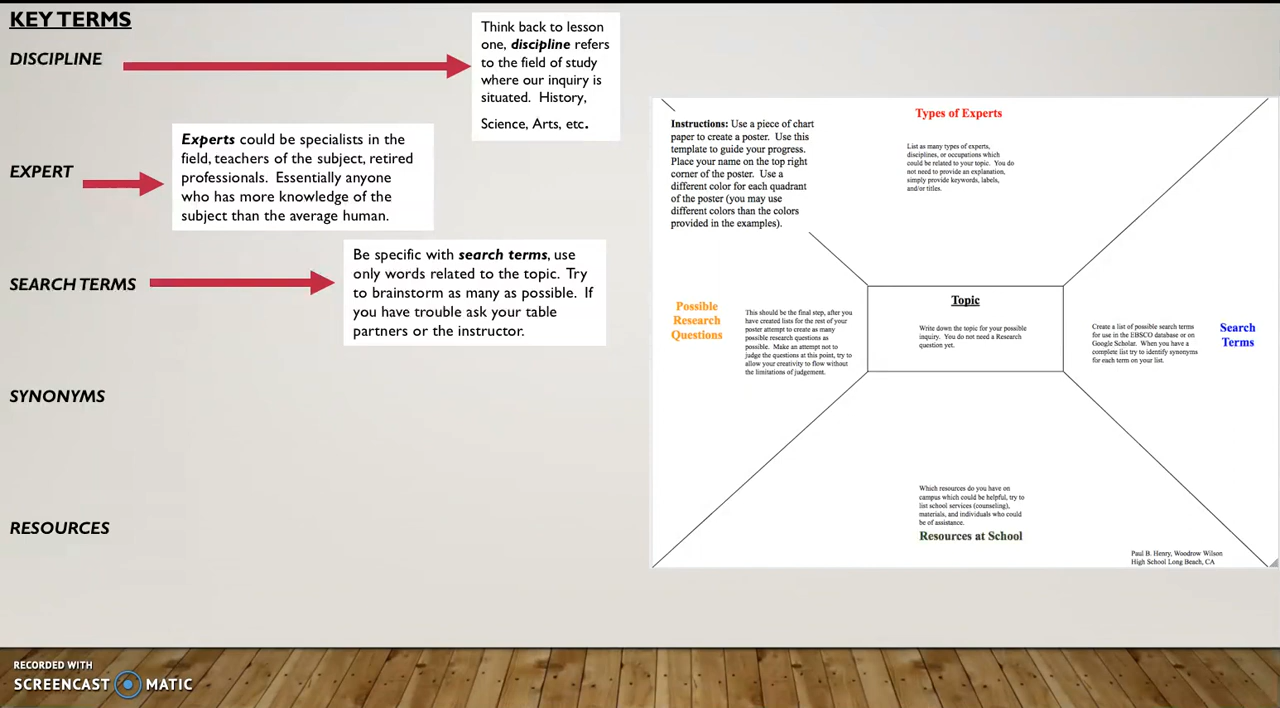 KEY TERMS
DISCIPLINE
Think back to lesson
one, discipline refers
to the field of study
where our inquiry is
situated. History,
Science, Arts, etc.
EXPERT
Experts could be specialists in the
field, teachers of the subject, retired
professionals. Essentially anyone
who has more knowledge of the
subject than the average human.
SEARCH TERMS
Be specific with search terms, use
only words related to the topic. Try
to brainstorm as many as possible. If
you have trouble ask your table
partners or the instructor.
SYNONYMS
RESOURCES
Instructions: Use a piece of chart
paper to create a poster. Use this
template to guide your progress.
Place your name on the top right
corner of the poster. Use a
different color for each quadrant
of the poster (you may use
different colors than the colors
provided in the examples).
Types of Experts
List as many types of experts,
disciplines, or occupations which
could be related to your topic. You do
not need to provide an explanation,
simply provide keywords, labels,
and/or titles.
Possible
Research
Questions
This should be the final step, after you
have created lists for the rest of your
poster attempt to create as many
possible research questions as
possible. Make an attempt not to
judge the questions at this point, try to
allow your creativity to flow without
the limitations of judgement.
Topic
Write down the topic for your possible
inquiry. You do not need a Research
question yet.
Create a list of possible search terms
for use in the EBSCO database or on
Google Scholar. When you have a
complete list try to identify synonyms
for each term on your list.
Search
Terms
Which resources do you have on
campus which could be helpful, try to
list school services (counseling),
materials, and individuals who could
be of assistance.
Resources at School
Paul B. Henry, Woodrow Wilson
High School Long Beach, CA
RECORDED WITH
SCREENCAST MATIC